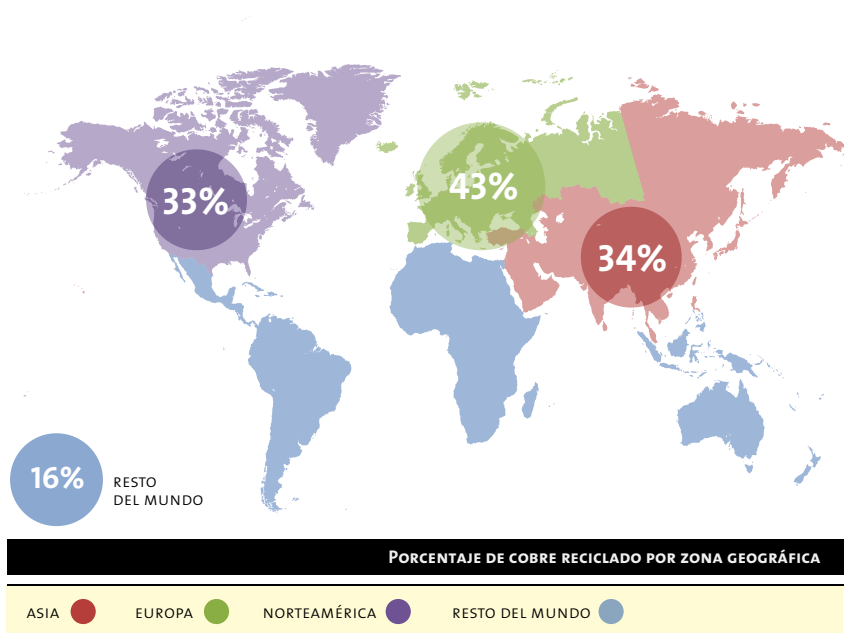 33%
43%
34%
16%
RESTO
DEL MUNDO
PORCENTAJE DE COBRE RECICLADO POR ZONA GEOGRÁFICA
ASIA EUROPA NORTEAMÉRICA RESTO DEL MUNDO